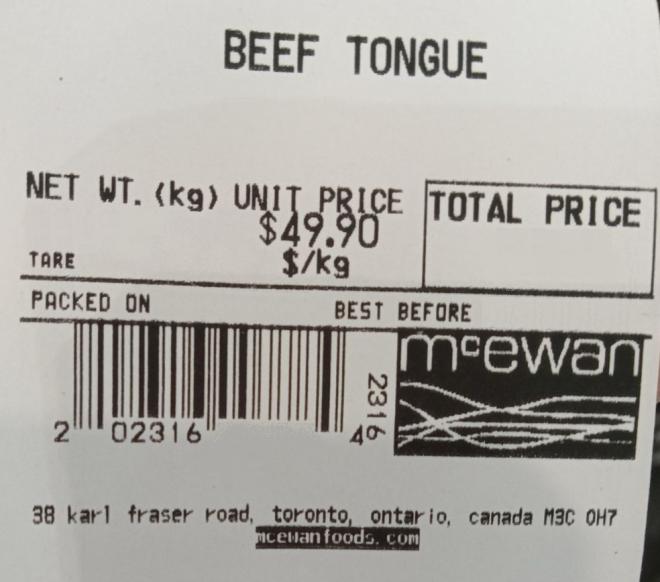 BEEF TONGUE
NET WT. (kg) UNIT PRICE TOTAL PRICE
$49.90
TARE $/kg
PACKED ON BEST BEFORE
mcewan
2316
2 02316 4
38 karl fraser road, toronto, ontario, canada M3C 0H7
mcewanfoods.com